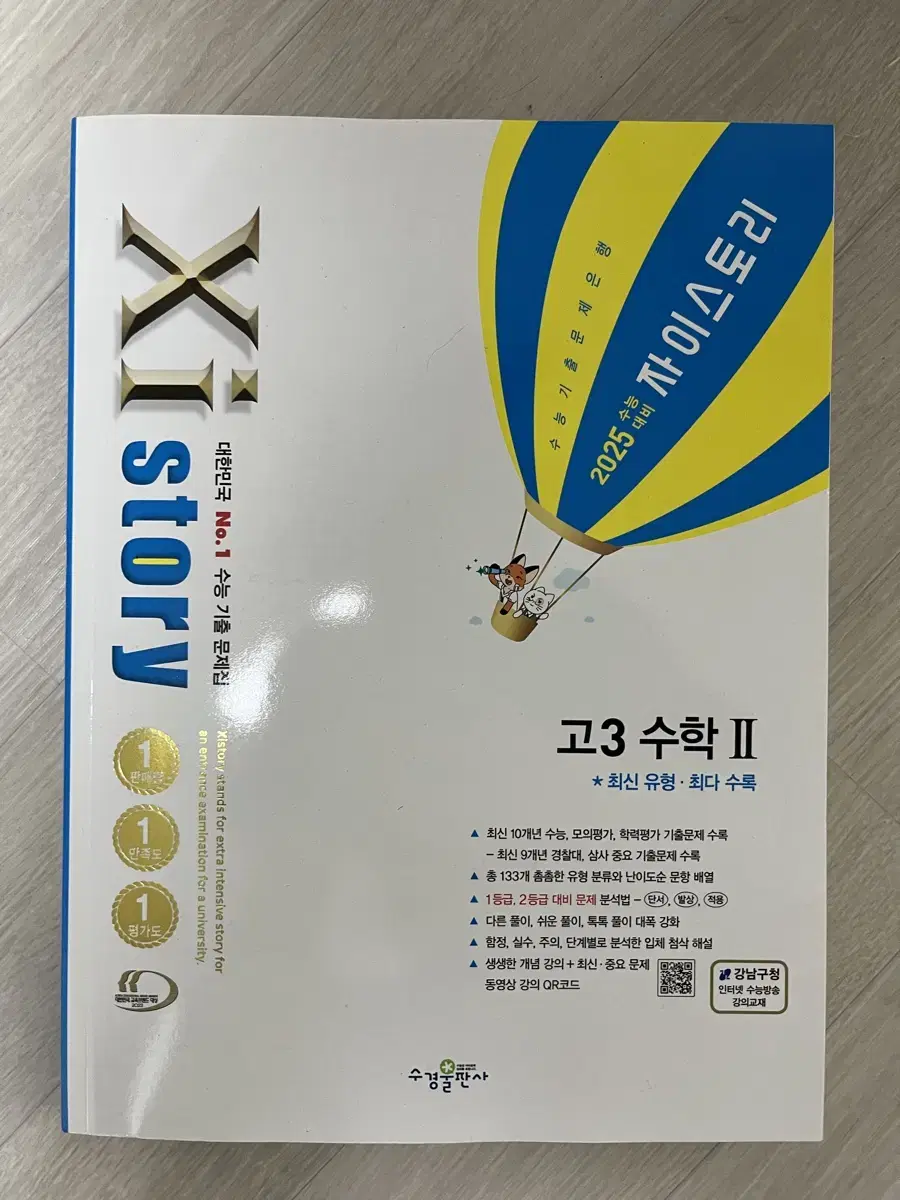 Xi
story
대한민국 No.1 수능 기출 문제집
Xistory stands for extra intensive story for
an entrance examination for a university.
1
판매량
1
만족도
1
평가도
수능기출문제은행
2025 수능
대비
자이스토리
고3 수학 II
* 최신 유형 · 최다 수록
▲ 최신 10개년 수능, 모의평가, 학력평가 기출문제 수록
– 최신 9개년 경찰대, 삼사 중요 기출문제 수록
▲ 총 133개 촘촘한 유형 분류와 난이도순 문항 배열
▲ 1등급, 2등급 대비 문제 분석법 – 단서, 발상, 적용
▲ 다른 풀이, 쉬운 풀이, 톡톡 풀이 대폭 강화
▲ 함정, 실수, 주의, 단계별로 분석한 입체 첨삭 해설
▲ 생생한 개념 강의 + 최신 · 중요 문제
동영상 강의 QR코드
강남구청
인터넷 수능방송
강의교재
수경출판사